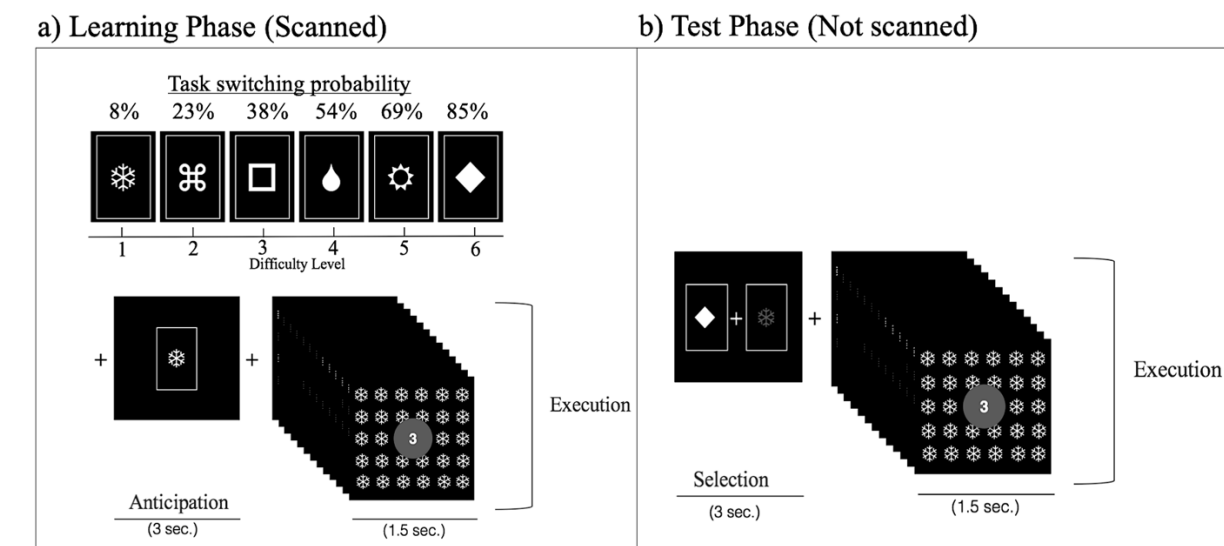 a) Learning Phase (Scanned)
Task switching probability
8% 23% 38% 54% 69% 85%
1 2 3 4 5 6
Difficulty Level
+ +
3
Execution
Anticipation
(3 sec.)
(1.5 sec.)
b) Test Phase (Not scanned)
+ +
3
Execution
Selection
(3 sec.)
(1.5 sec.)